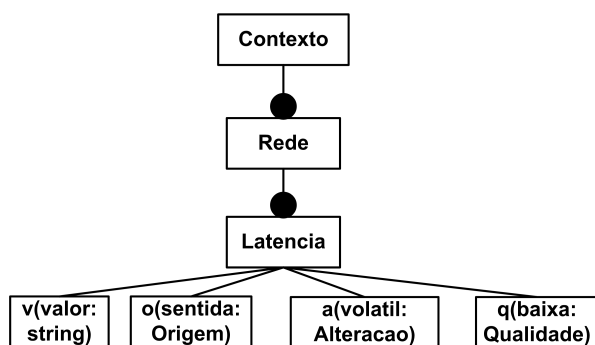 Contexto
Rede
Latencia
v(valor:
string)
o(sentida:
Origem)
a(volatil:
Alteracao)
q(baixa:
Qualidade)